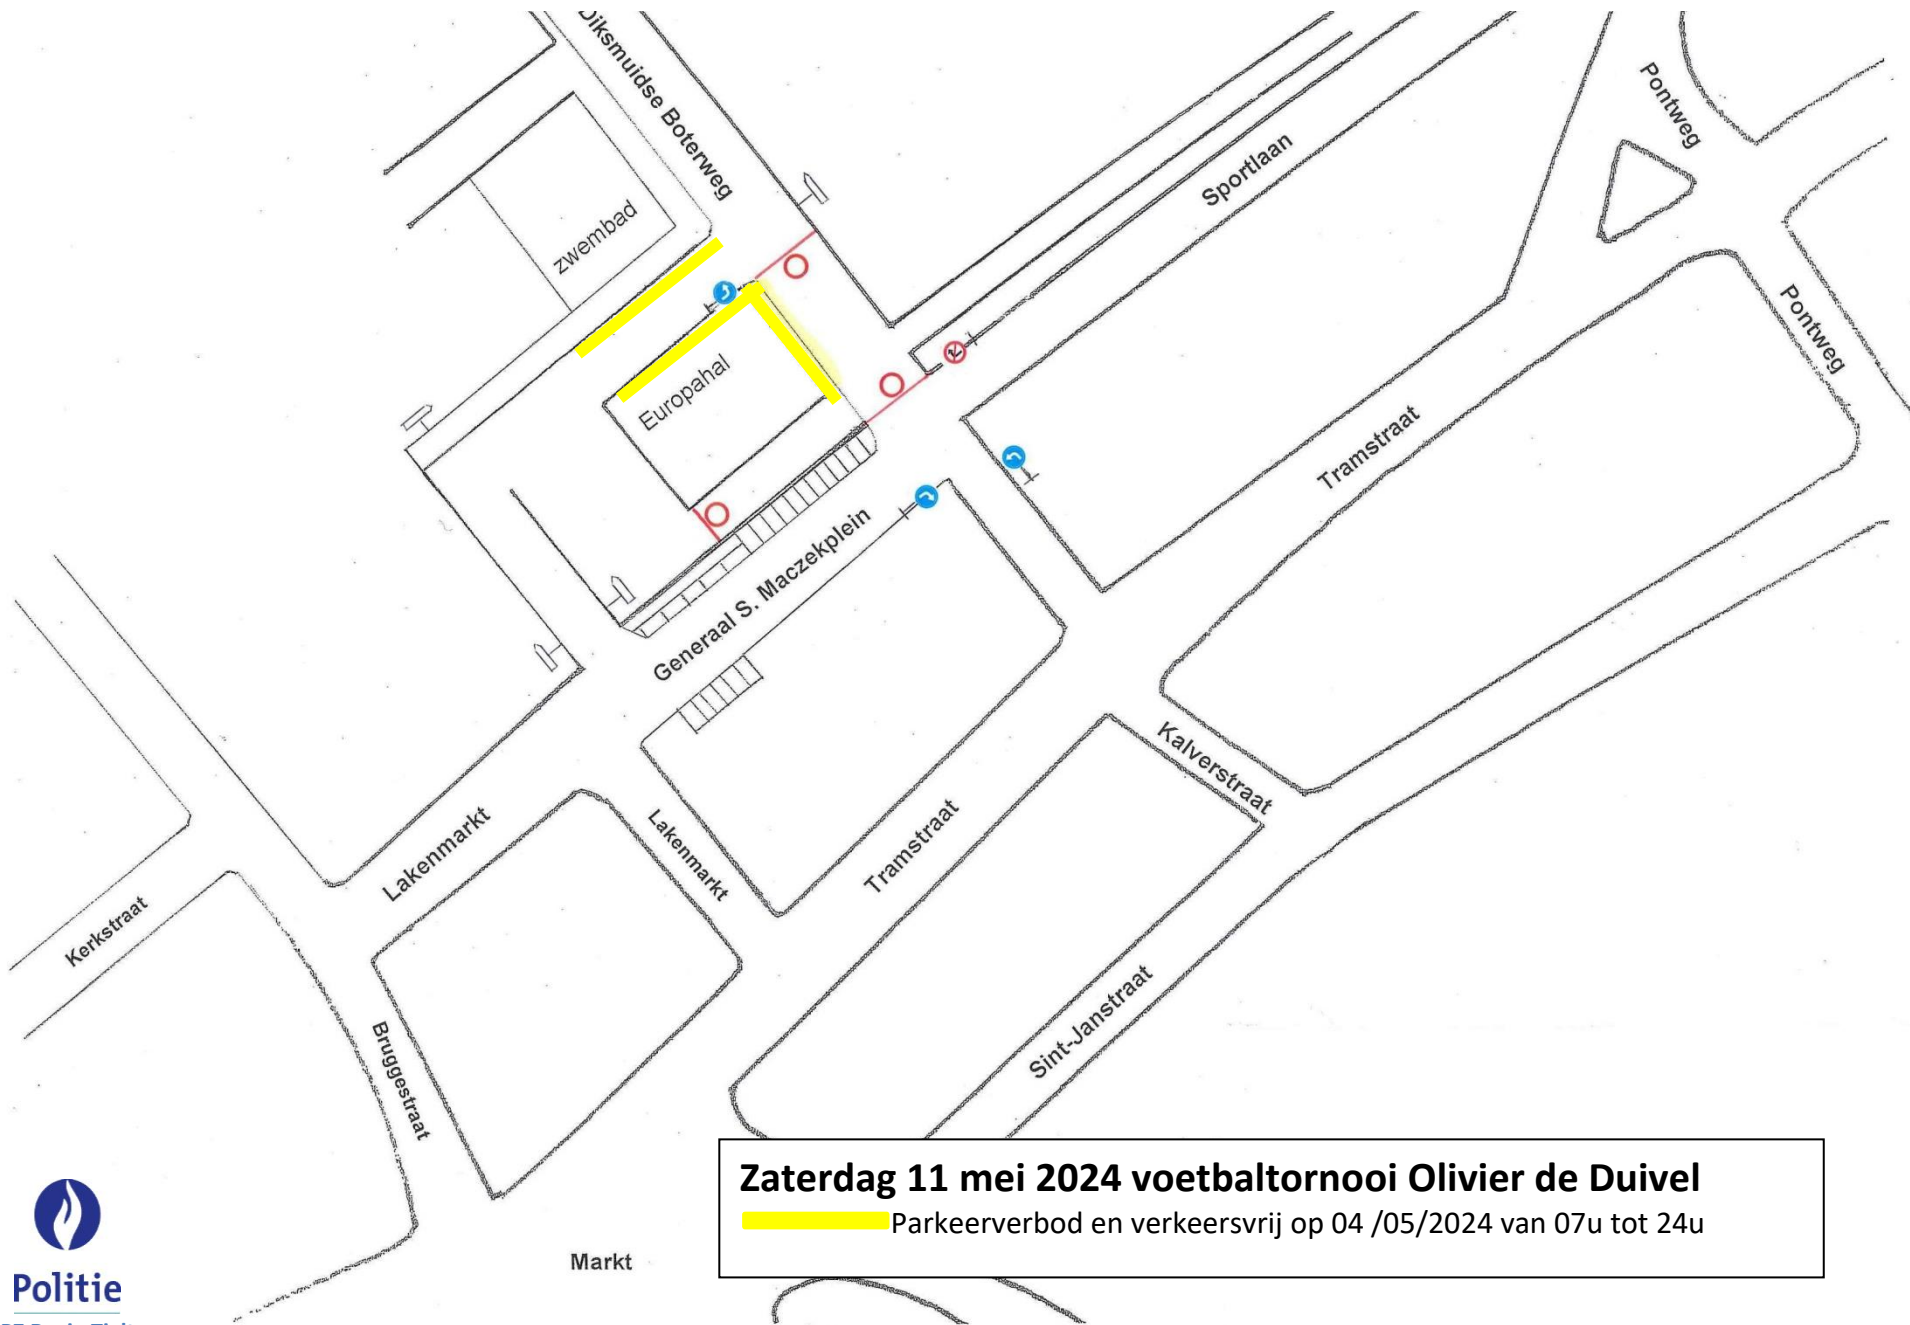 Diksmuidse Boterweg
Pontweg
Sportlaan
zwembad
Pontweg
Europahal
Tramstraat
Generaal S. Maczekplein
Kalverstraat
Lakenmarkt
Lakenmarkt
Tramstraat
Kerkstraat
Sint-Janstraat
Bruggestraat
Markt
Zaterdag 11 mei 2024 voetbaltornooi Olivier de Duivel
Parkeerverbod en verkeersvrij op 04 /05/2024 van 07u tot 24u
Politie